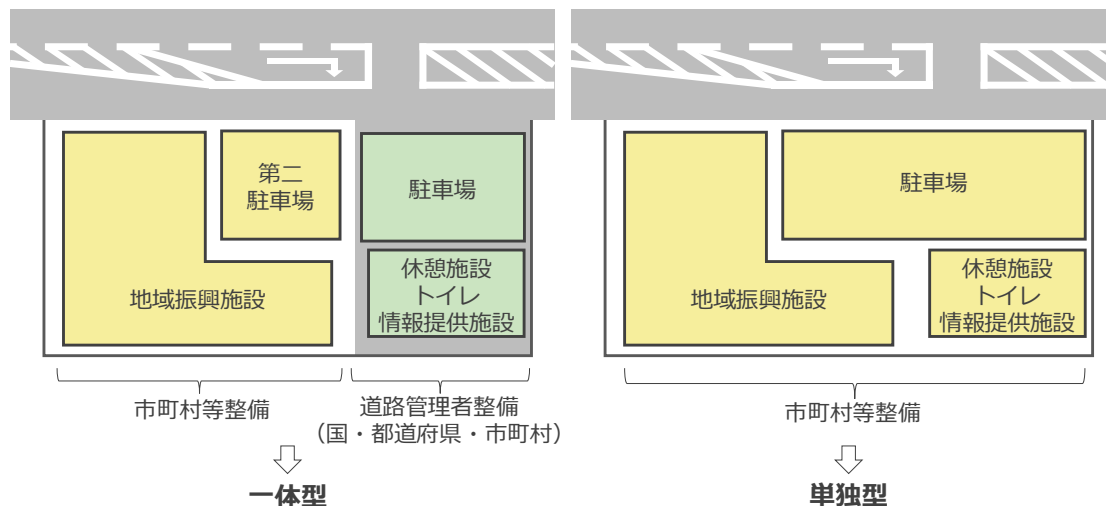 第二
駐車場
駐車場
地域振興施設
休憩施設
トイレ
情報提供施設
市町村等整備
道路管理者整備
（国・都道府県・市町村）
一体型
駐車場
地域振興施設
休憩施設
トイレ
情報提供施設
市町村等整備
単独型